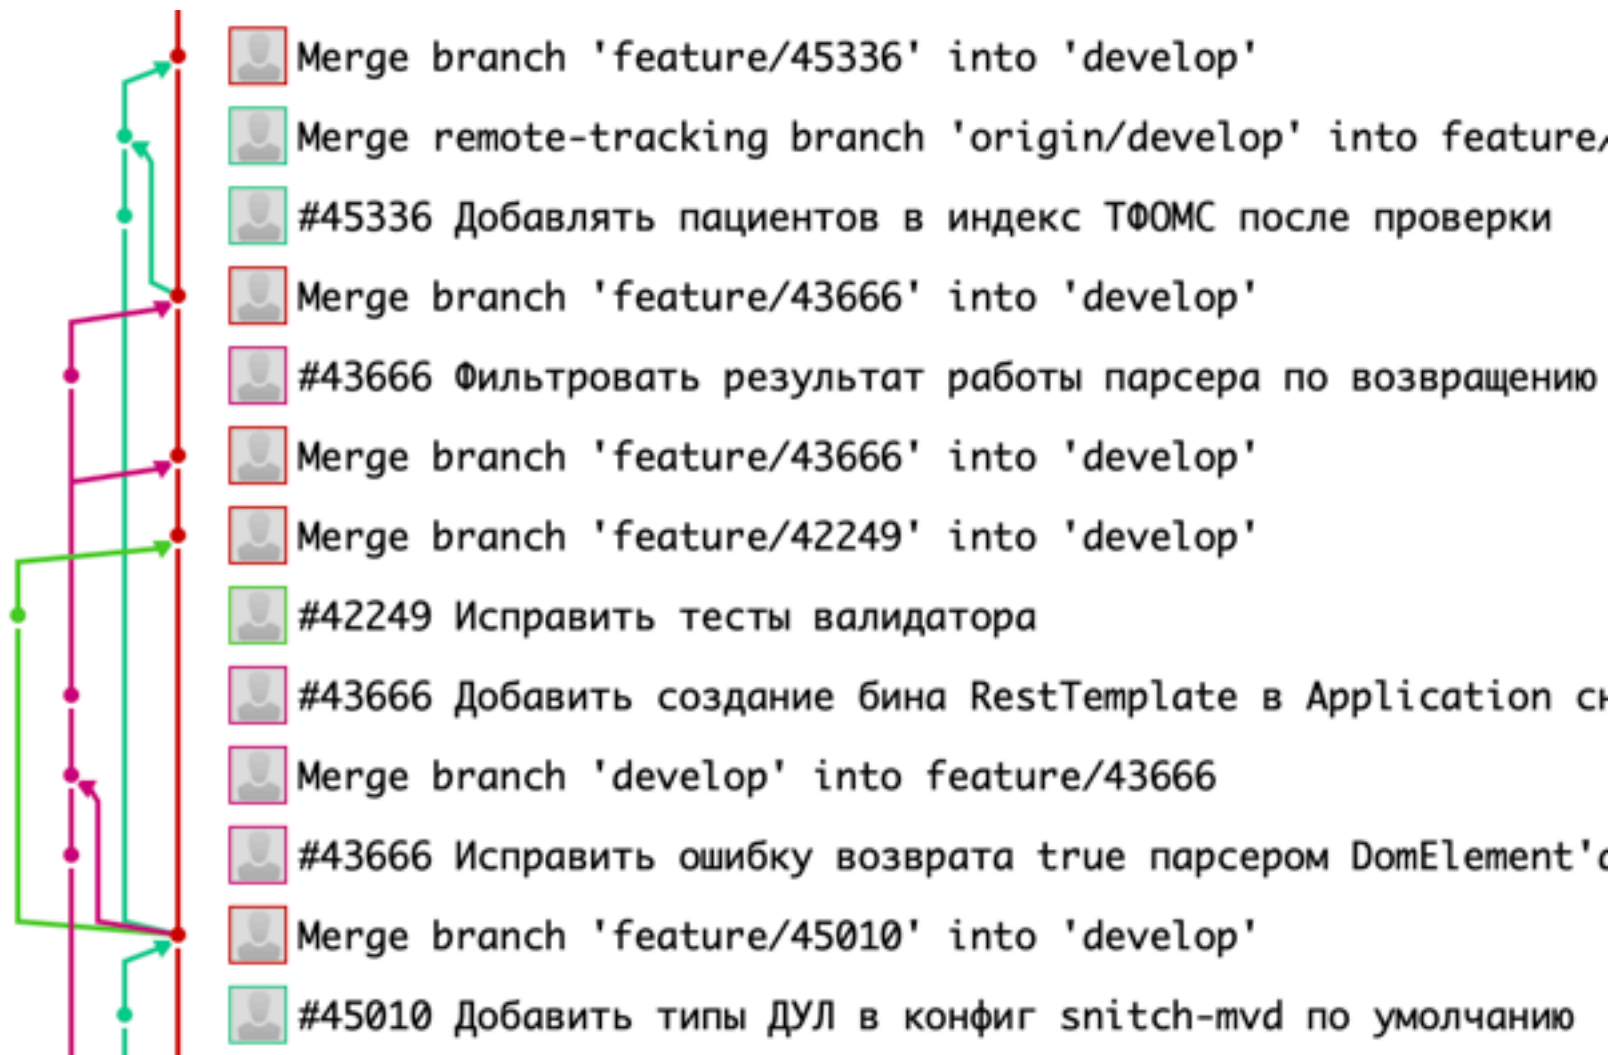 Merge branch 'feature/45336' into 'develop'
Merge remote-tracking branch 'origin/develop' into feature/
#45336 Добавлять пациентов в индекс ТФОМС после проверки
Merge branch 'feature/43666' into 'develop'
#43666 Фильтровать результат работы парсера по возвращению
Merge branch 'feature/43666' into 'develop'
Merge branch 'feature/42249' into 'develop'
#42249 Исправить тесты валидатора
#43666 Добавить создание бина RestTemplate в Application
Merge branch 'develop' into feature/43666
#43666 Исправить ошибку возврата true парсером
Merge branch 'feature/45010' into 'develop'
#45010 Добавить типы ДУЛ в конфиг snitch-mvd по умолчанию